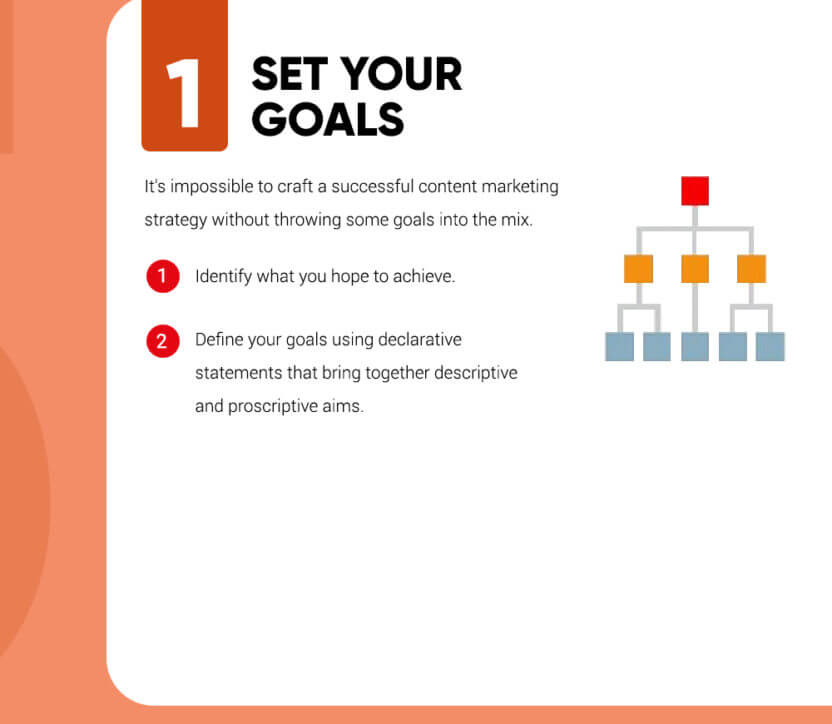 1
SET YOUR
GOALS
It's impossible to craft a successful content marketing
strategy without throwing some goals into the mix.
1 Identify what you hope to achieve.
2 Define your goals using declarative
statements that bring together descriptive
and proscriptive aims.